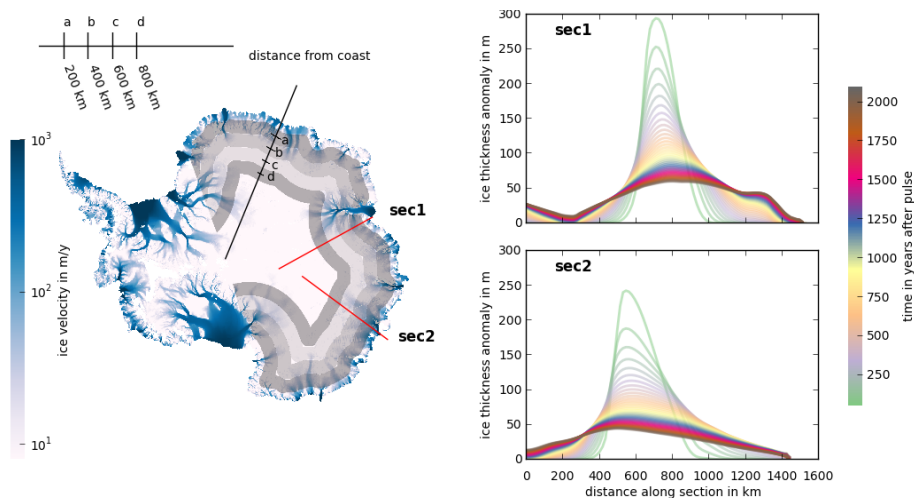 a b c d
200 km 400 km 600 km 800 km
distance from coast
a
b
c
d
sec1
sec2
ice velocity in m/y
10³
10²
10¹
sec1
ice thickness anomaly in m
300
250
200
150
100
50
0
sec2
ice thickness anomaly in m
300
250
200
150
100
50
0
0 200 400 600 800 1000 1200 1400 1600
distance along section in km
2000
1750
1500
1250
1000
750
500
250
time in years after pulse